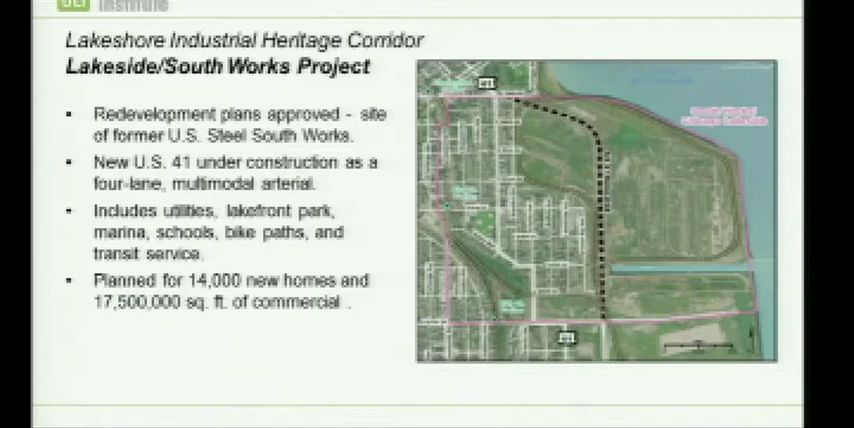 Institute
Lakeshore Industrial Heritage Corridor
Lakeside/South Works Project
• Redevelopment plans approved - site
of former U.S. Steel South Works.
• New U.S. 41 under construction as a
four-lane, multimodal arterial.
• Includes utilities, lakefront park,
marina, schools, bike paths, and
transit service.
• Planned for 14,000 new homes and
17,500,000 sq. ft. of commercial .
41